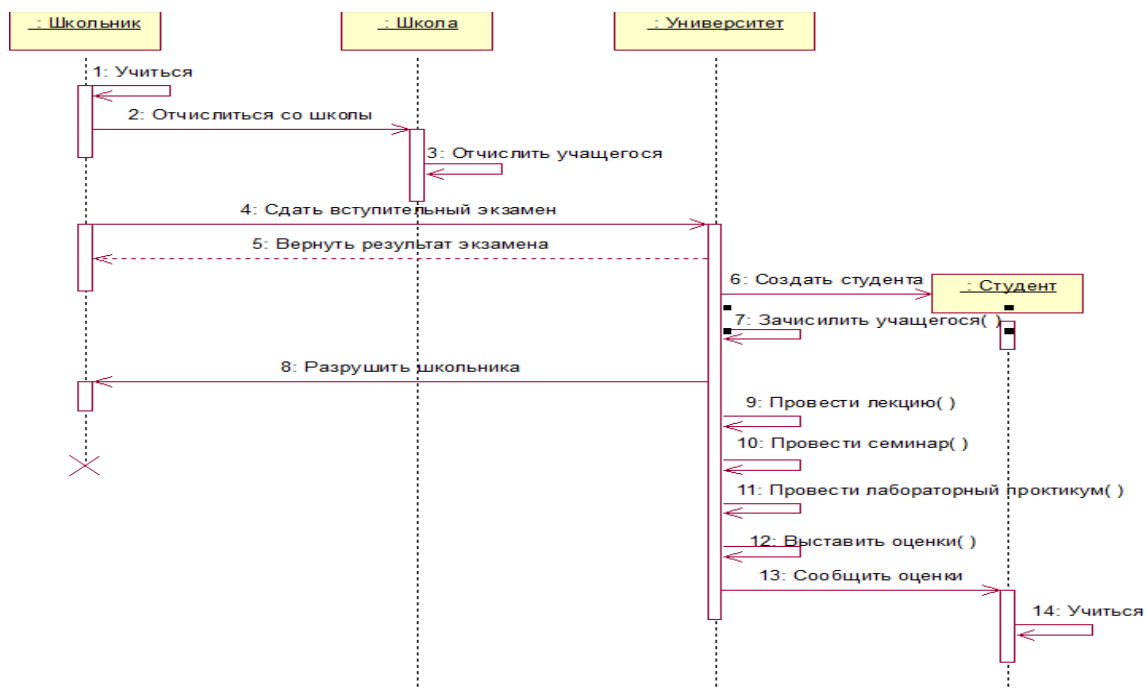 : Школьник
: Школа
: Университет
1: Учиться
2: Отчислиться со школы
3: Отчислить учащегося
4: Сдать вступительный экзамен
5: Вернуть результат экзамена
6: Создать студента
: Студент
7: Зачисилить учащегося( )
8: Разрушить школьника
9: Провести лекцию( )
10: Провести семинар( )
11: Провести лабораторный проктикум( )
12: Выставить оценки( )
13: Сообщить оценки
14: Учиться